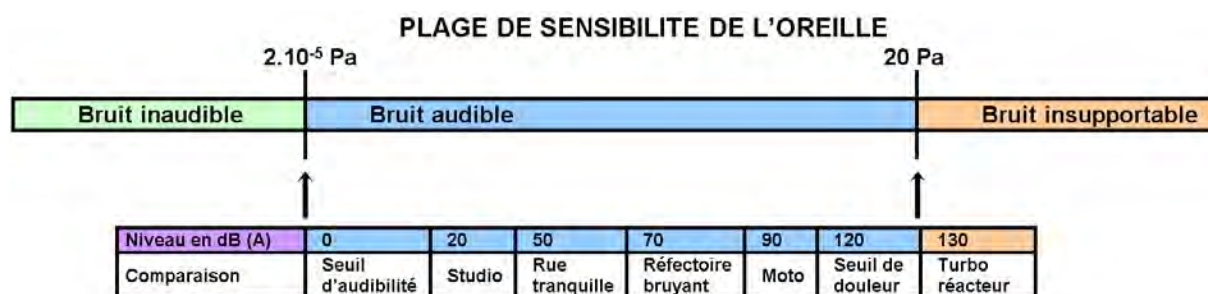 PLAGE DE SENSIBILITE DE L'OREILLE
2.10⁻⁵ Pa 20 Pa
Bruit inaudible Bruit audible Bruit insupportable
Niveau en dB (A) 0 20 50 70 90 120 130
Comparaison Seuil d'audibilité Studio Rue tranquille Réfectoire bruyant Moto Seuil de douleur Turbo réacteur